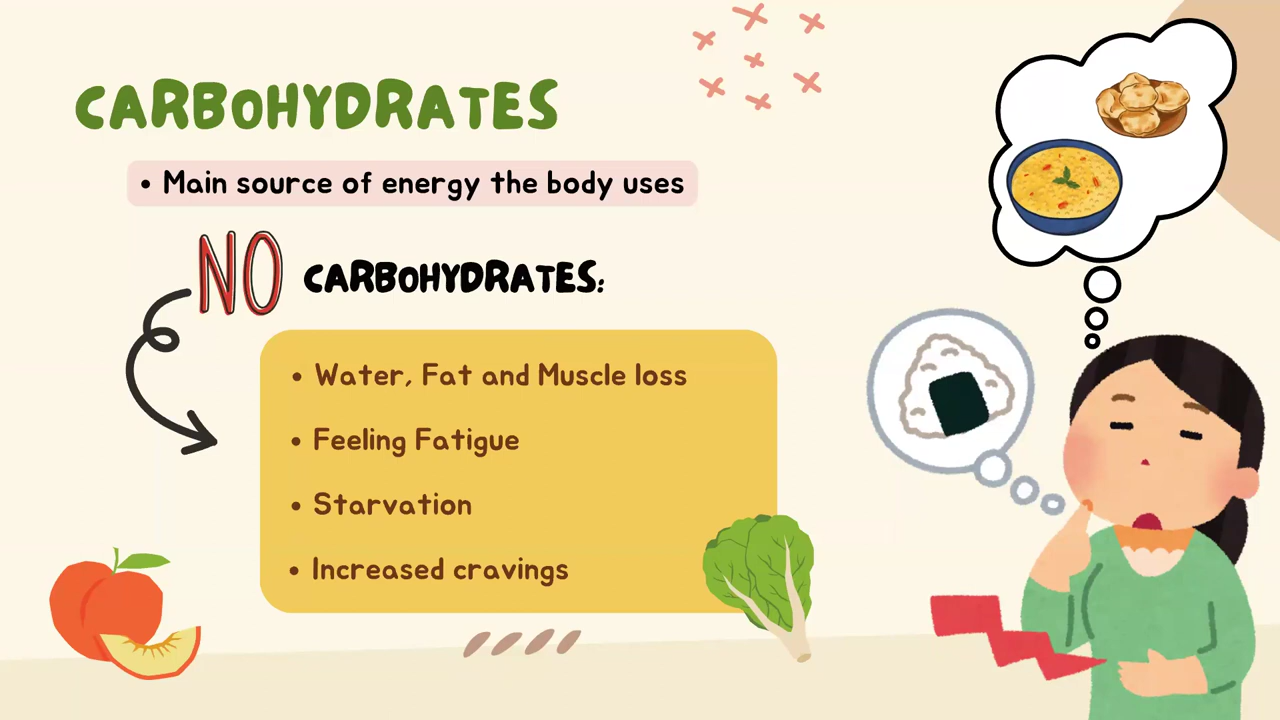 CARBOHYDRATES
• Main source of energy the body uses
NO CARBOHYDRATES:
• Water, Fat and Muscle loss
• Feeling Fatigue
• Starvation
• Increased cravings